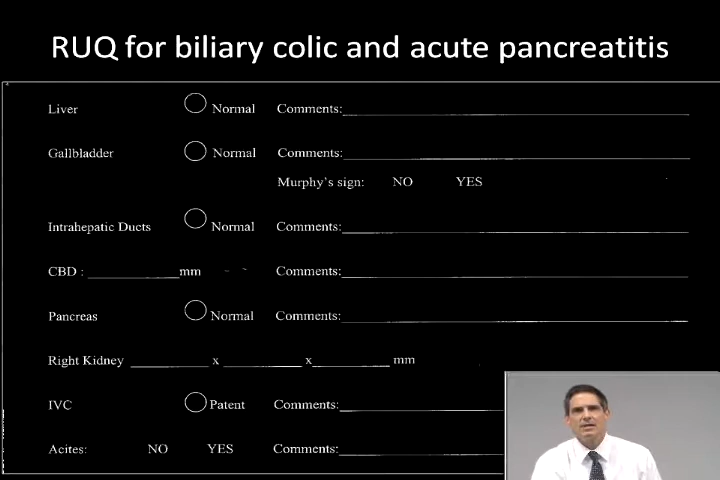 RUQ for biliary colic and acute pancreatitis
Liver Normal Comments:
Gallbladder Normal Comments:
Murphy's sign: NO YES
Intrahepatic Ducts Normal Comments:
CBD : mm Comments:
Pancreas Normal Comments:
Right Kidney x x mm
IVC Patent Comments:
Acites: NO YES Comments: